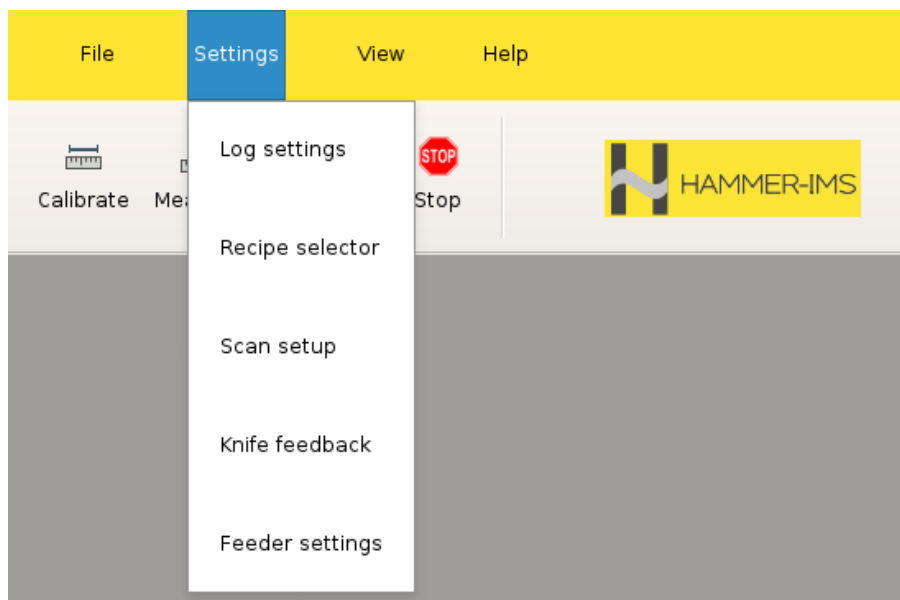 File Settings View Help
Log settings
STOP
HAMMER-IMS
Calibrate Stop
Recipe selector
Scan setup
Knife feedback
Feeder settings